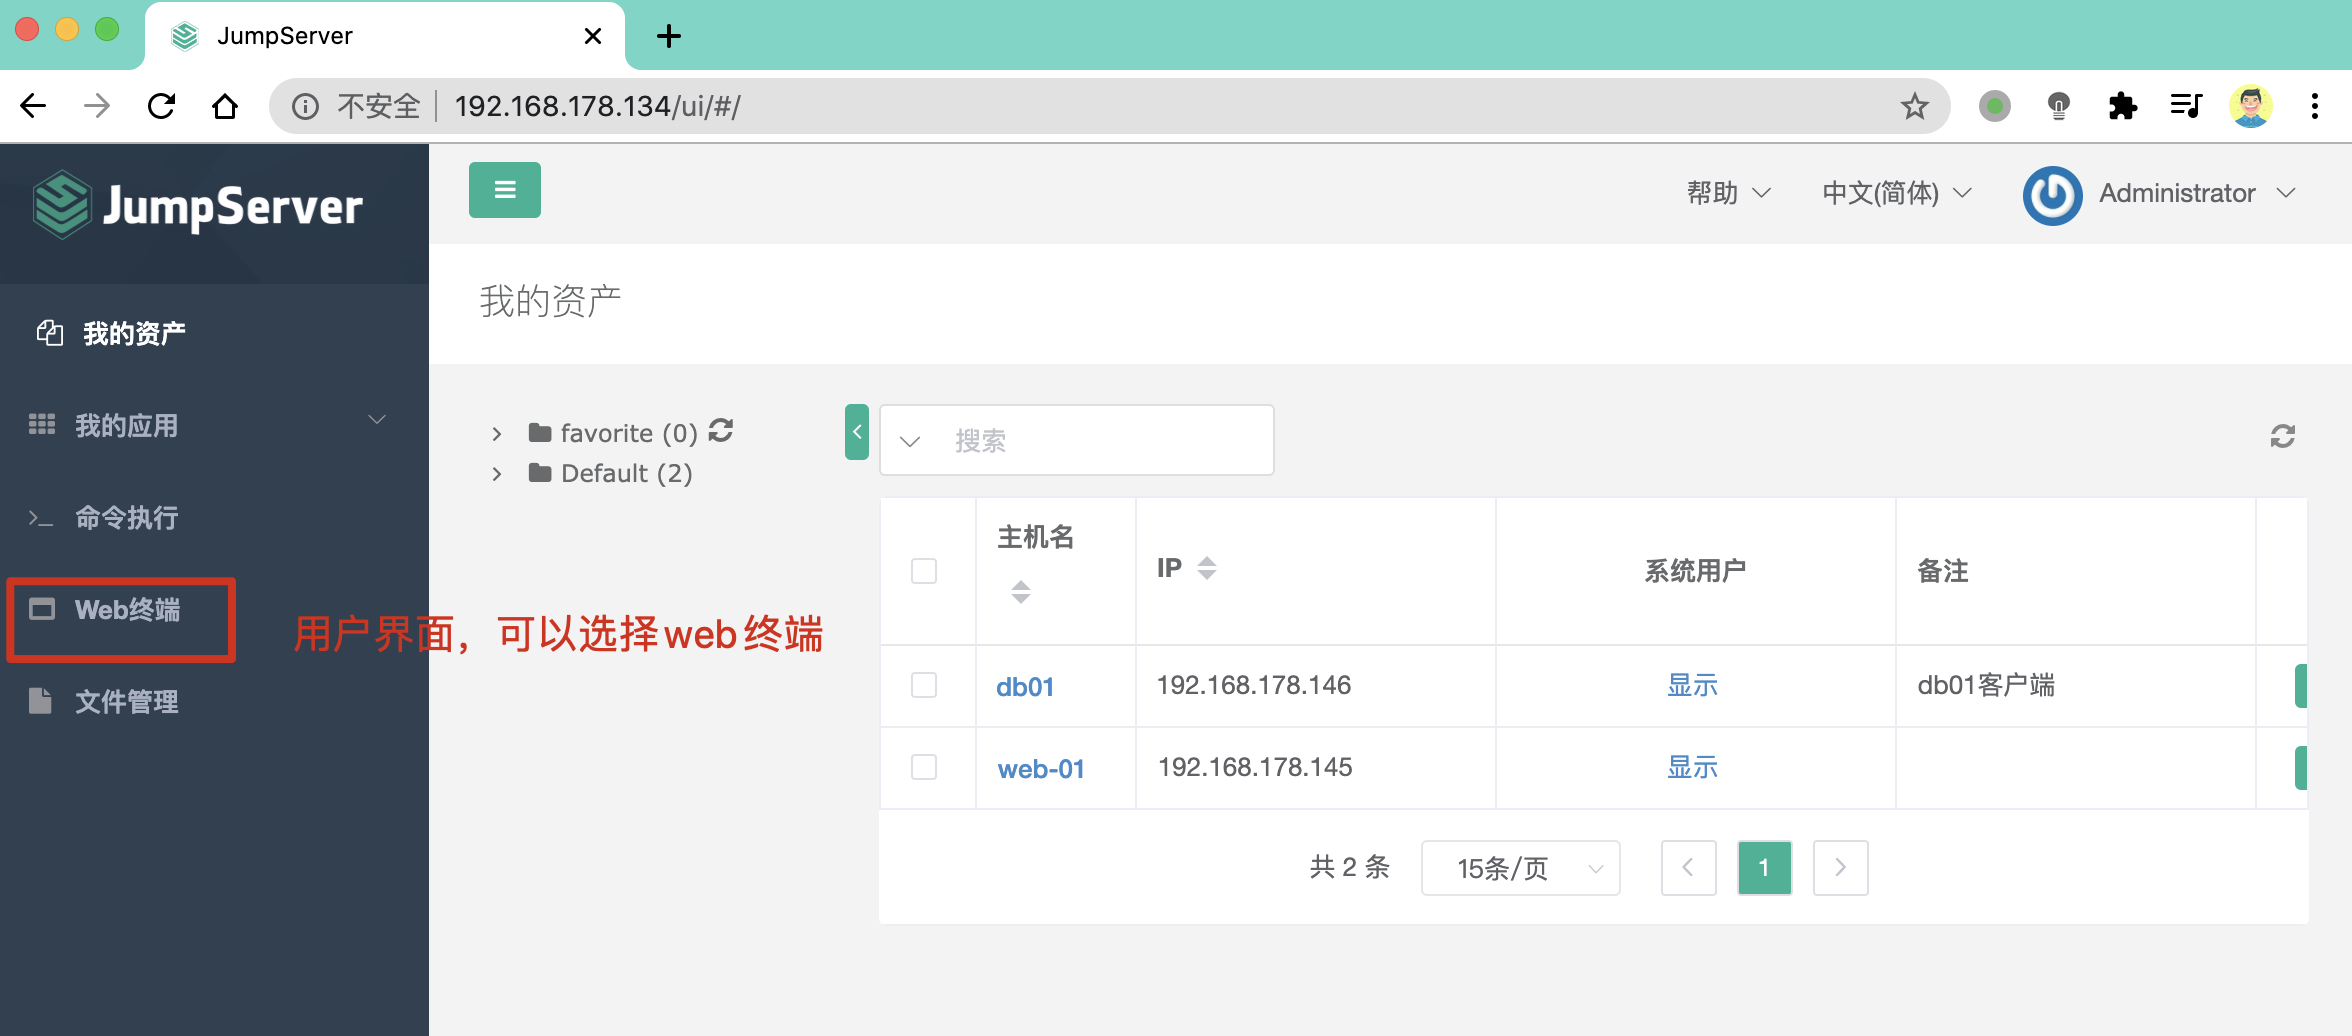 JumpServer
不安全
192.168.178.134/ui/#/
JumpServer
帮助
中文(简体)
Administrator
我的资产
我的资产
我的应用
命令执行
Web终端
文件管理
用户界面，可以选择web终端
favorite (0)
Default (2)
搜索
主机名
IP
系统用户
备注
db01
192.168.178.146
显示
db01客户端
web-01
192.168.178.145
显示
共 2 条
15条/页
1